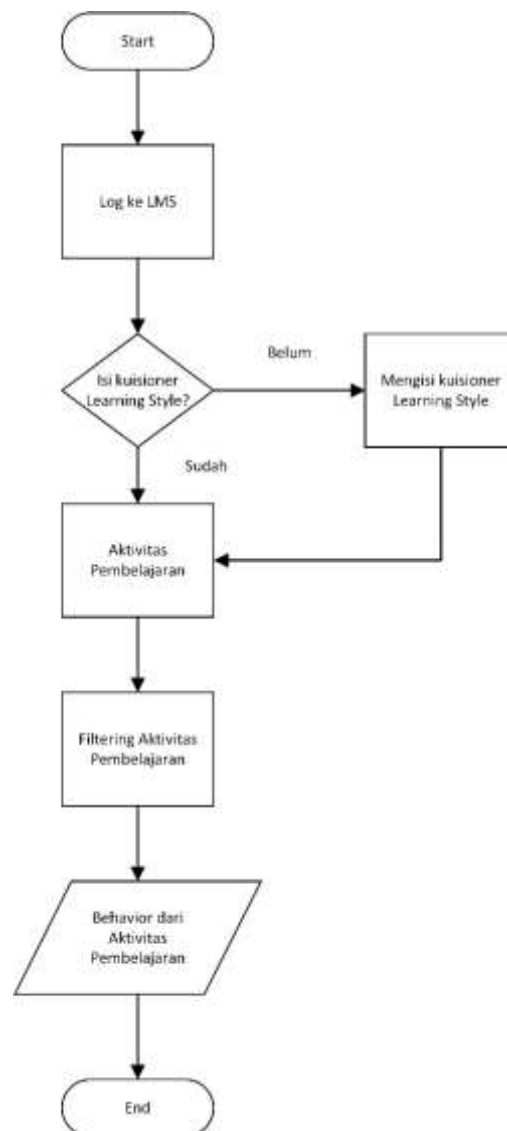 Start
Log ke LMS
Belum
Isi kuisioner
Learning Style?
Mengisi kuisioner
Learning Style
Sudah
Aktivitas
Pembelajaran
Filtering Aktivitas
Pembelajaran
Behavior dari
Aktivitas
Pembelajaran
End